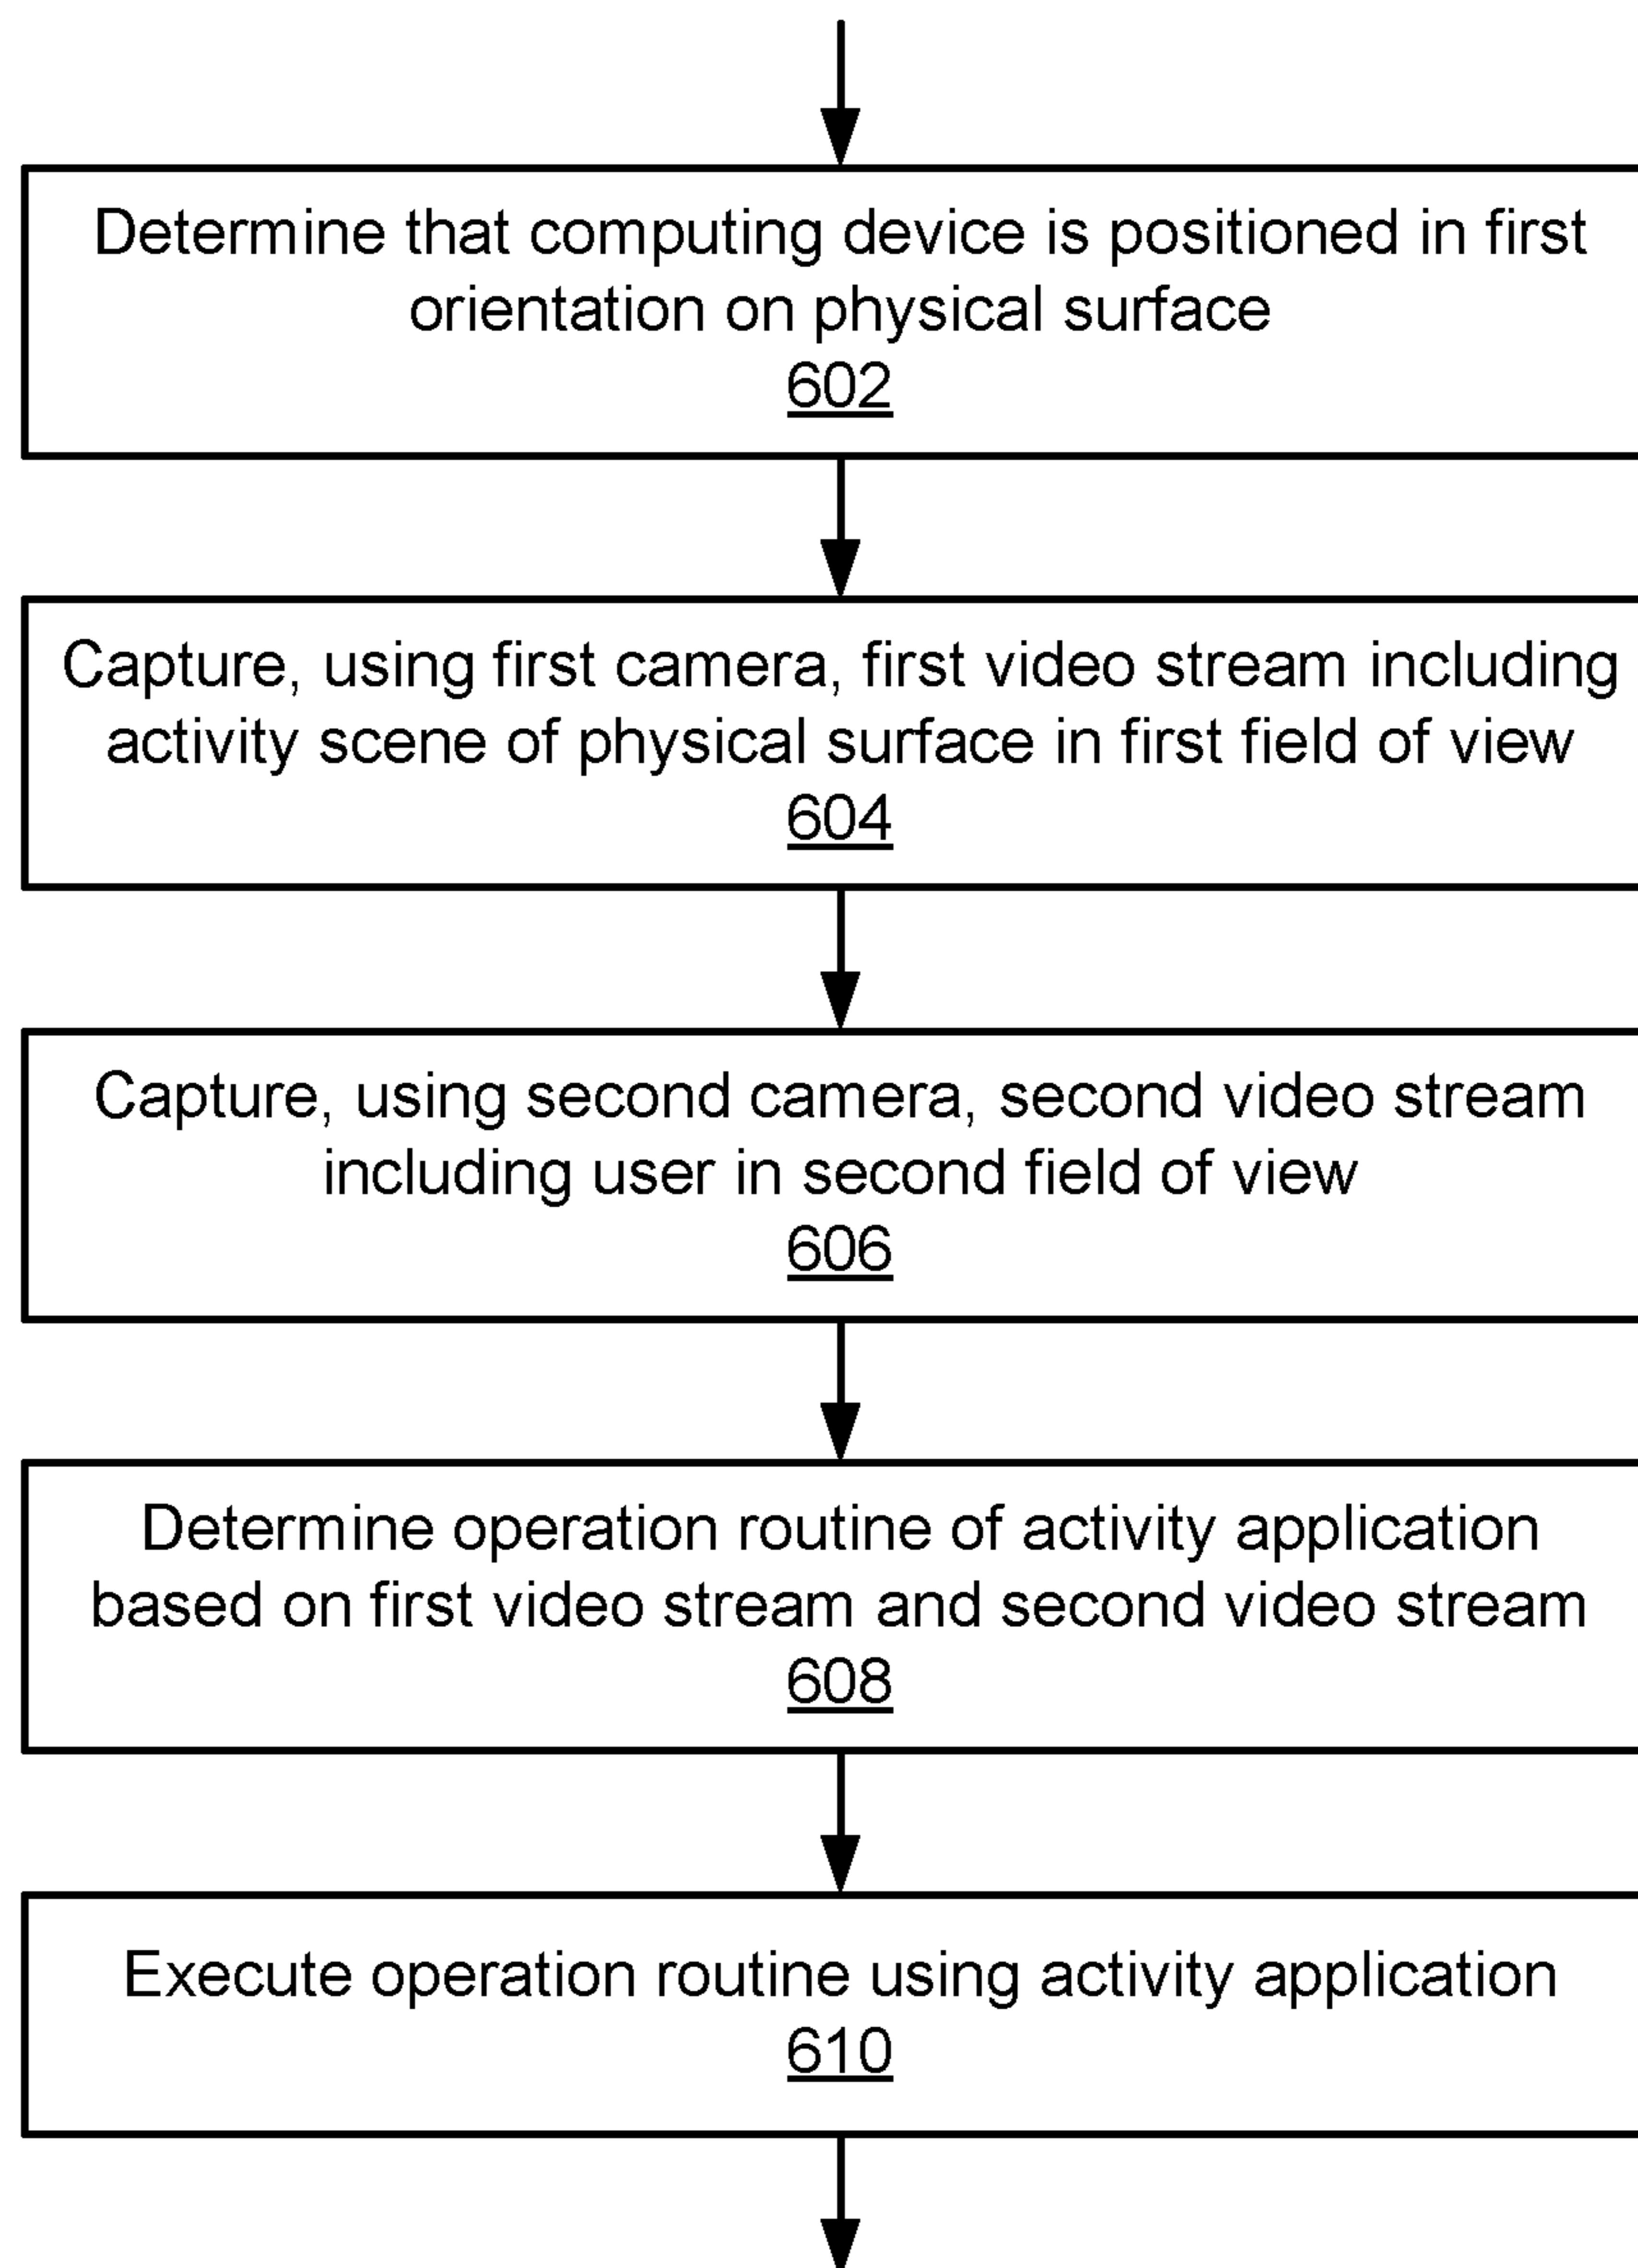 Determine that computing device is positioned in first
orientation on physical surface
602
Capture, using first camera, first video stream including
activity scene of physical surface in first field of view
604
Capture, using second camera, second video stream
including user in second field of view
606
Determine operation routine of activity application
based on first video stream and second video stream
608
Execute operation routine using activity application
610